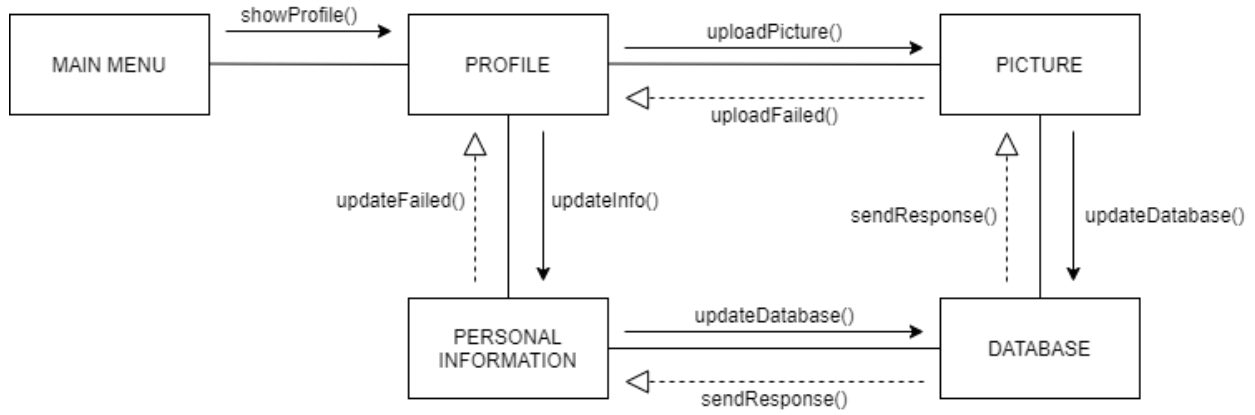 showProfile()
uploadPicture()
MAIN MENU
PROFILE
PICTURE
uploadFailed()
updateFailed()
updateInfo()
sendResponse()
updateDatabase()
updateDatabase()
PERSONAL
INFORMATION
DATABASE
sendResponse()